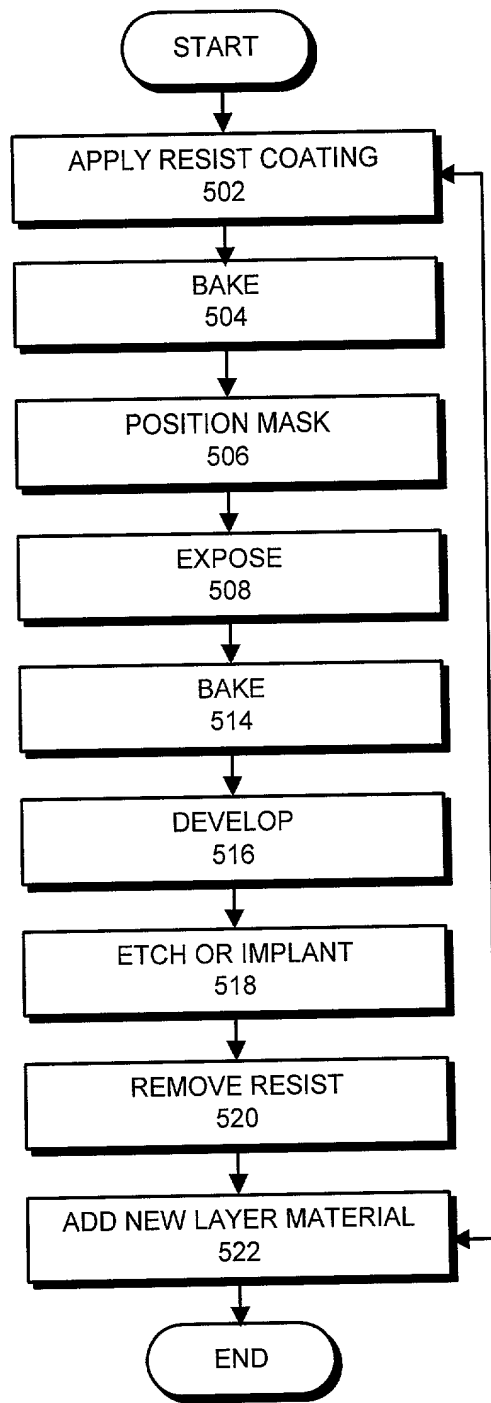 START
APPLY RESIST COATING
502
BAKE
504
POSITION MASK
506
EXPOSE
508
BAKE
514
DEVELOP
516
ETCH OR IMPLANT
518
REMOVE RESIST
520
ADD NEW LAYER MATERIAL
522
END